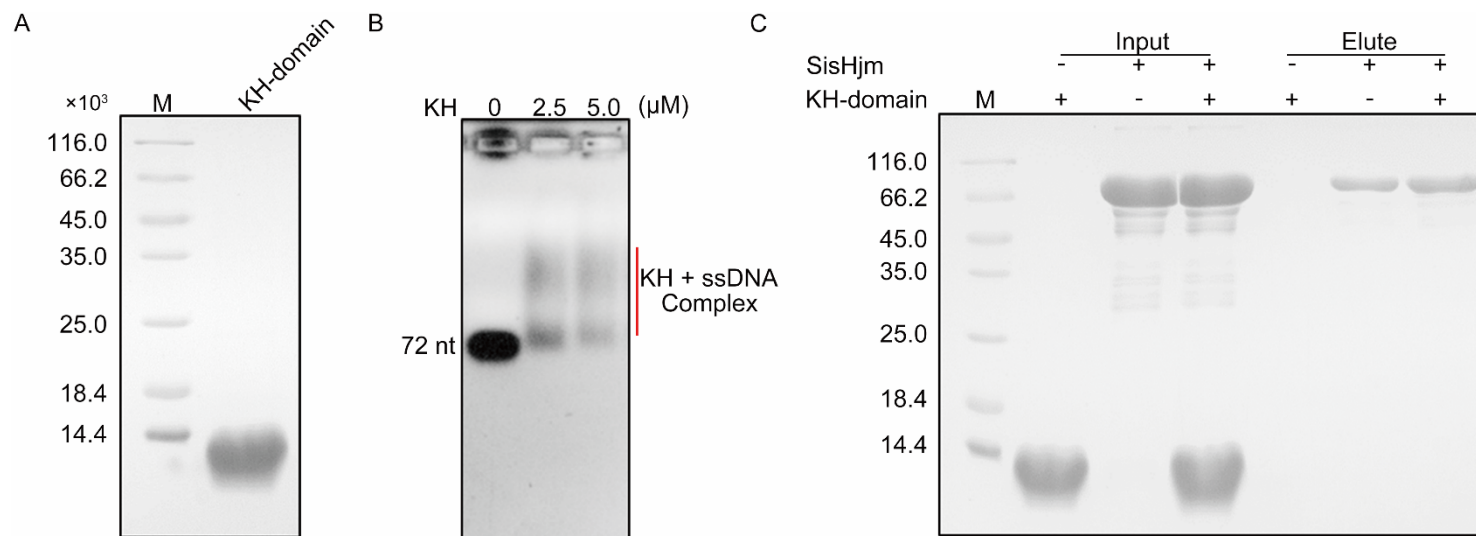 A
KH-domain
×10³ M
116.0
66.2
45.0
35.0
25.0
18.4
14.4
B
KH 0 2.5 5.0 (µM)
72 nt
KH + ssDNA
Complex
C
Input Elute
SisHjm - + + - + +
KH-domain M + - + + - +
116.0
66.2
45.0
35.0
25.0
18.4
14.4